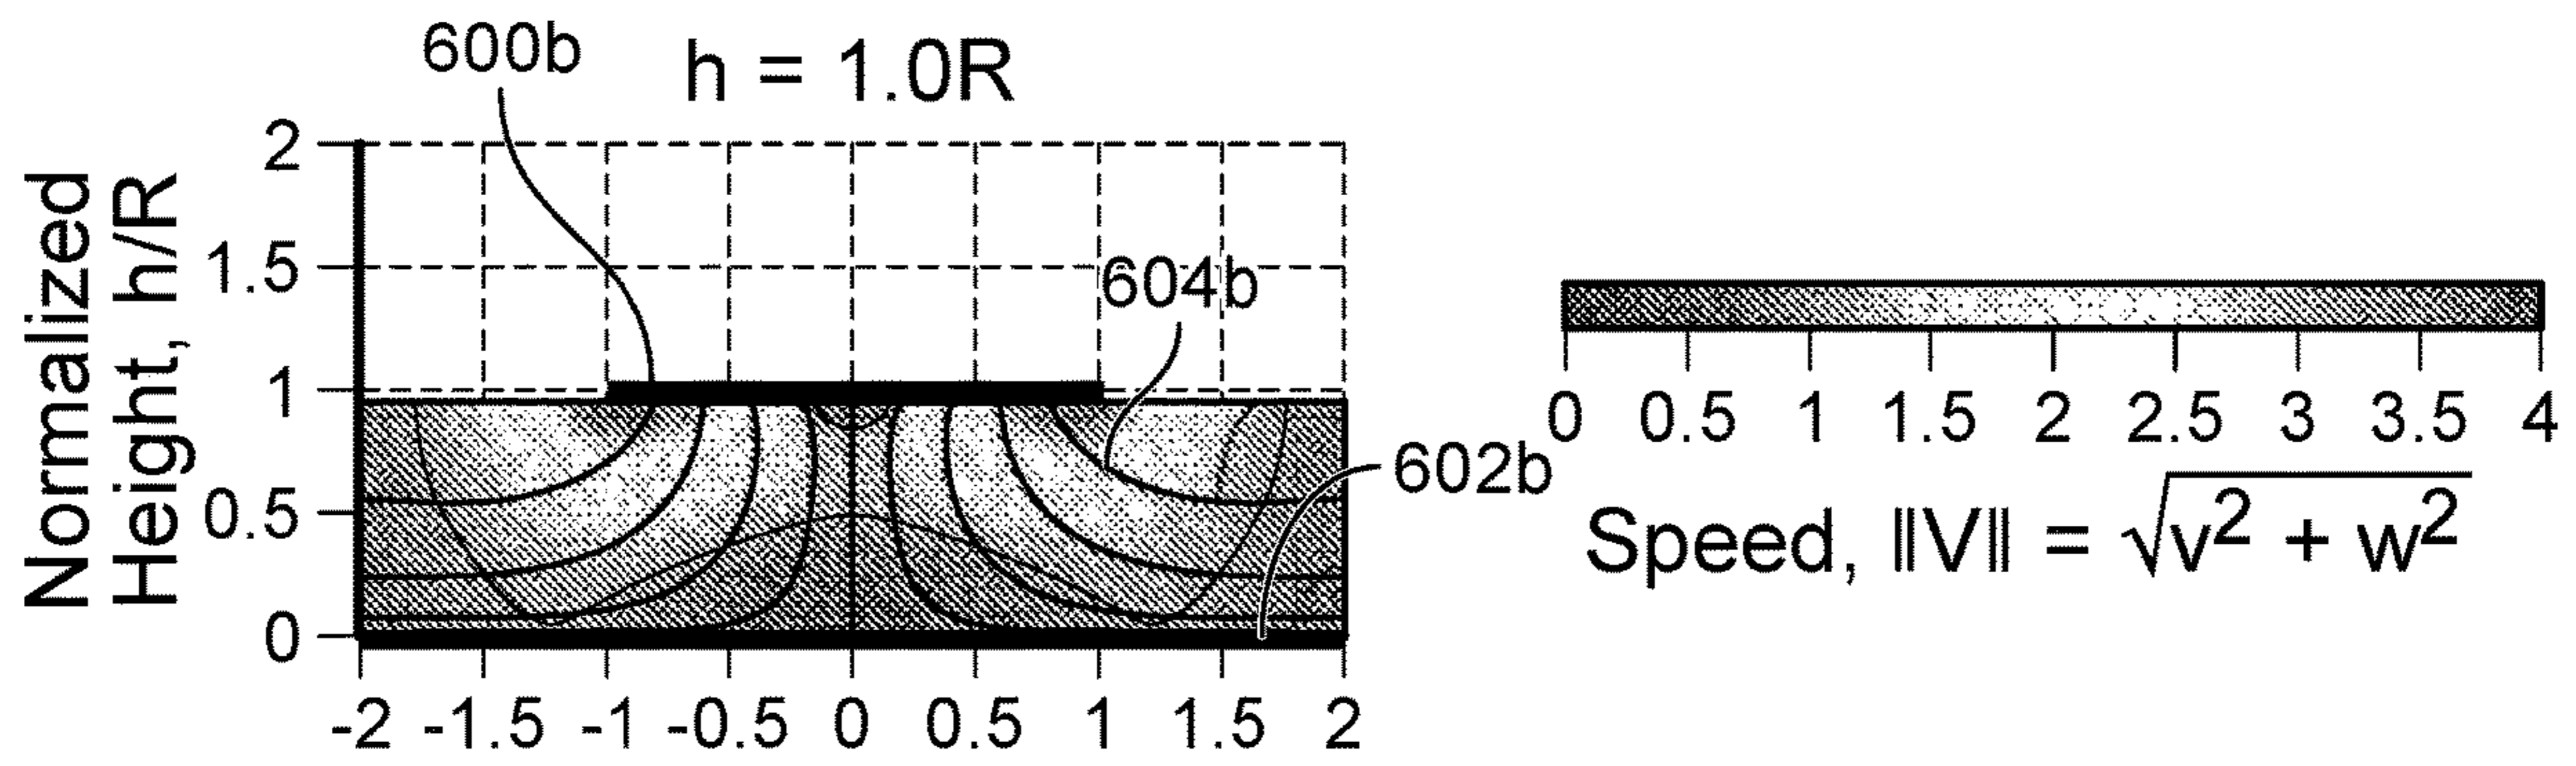 600b
h = 1.0R
Normalized
Height, h/R
2
1.5
1
0.5
0
604b
602b
-2 -1.5 -1 -0.5 0 0.5 1 1.5 2
0 0.5 1 1.5 2 2.5 3 3.5 4
Speed, ||V|| = √v² + w²